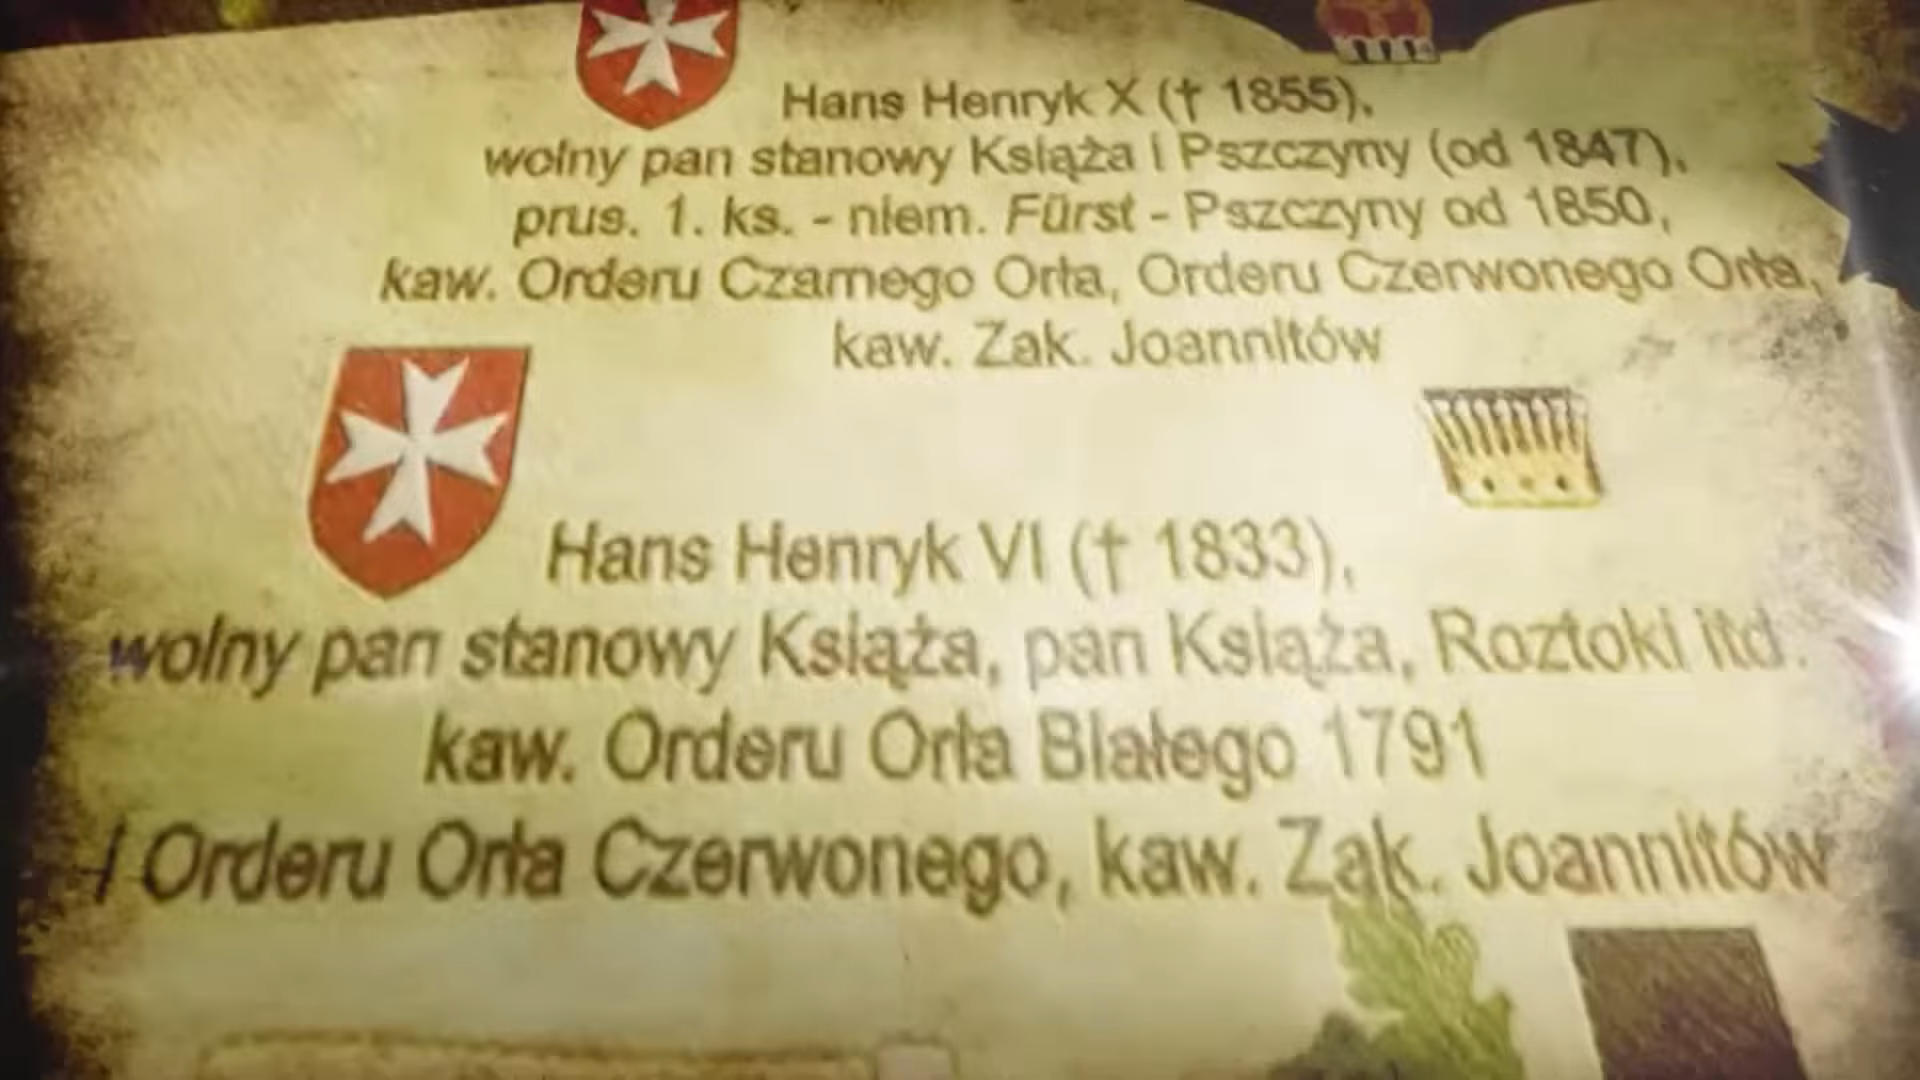 Hans Henryk X († 1855),
wolny pan stanowy Książa i Pszczyny (od 1847),
prus. 1. ks. - niem. Fürst - Pszczyny od 1850,
kaw. Orderu Czarnego Orła, Orderu Czerwonego Orła,
kaw. Zak. Joannitów
Hans Henryk VI († 1833),
wolny pan stanowy Książa, pan Książa, Roztoki itd.
kaw. Orderu Orła Białego 1791
i Orderu Orła Czerwonego, kaw. Zak. Joannitów